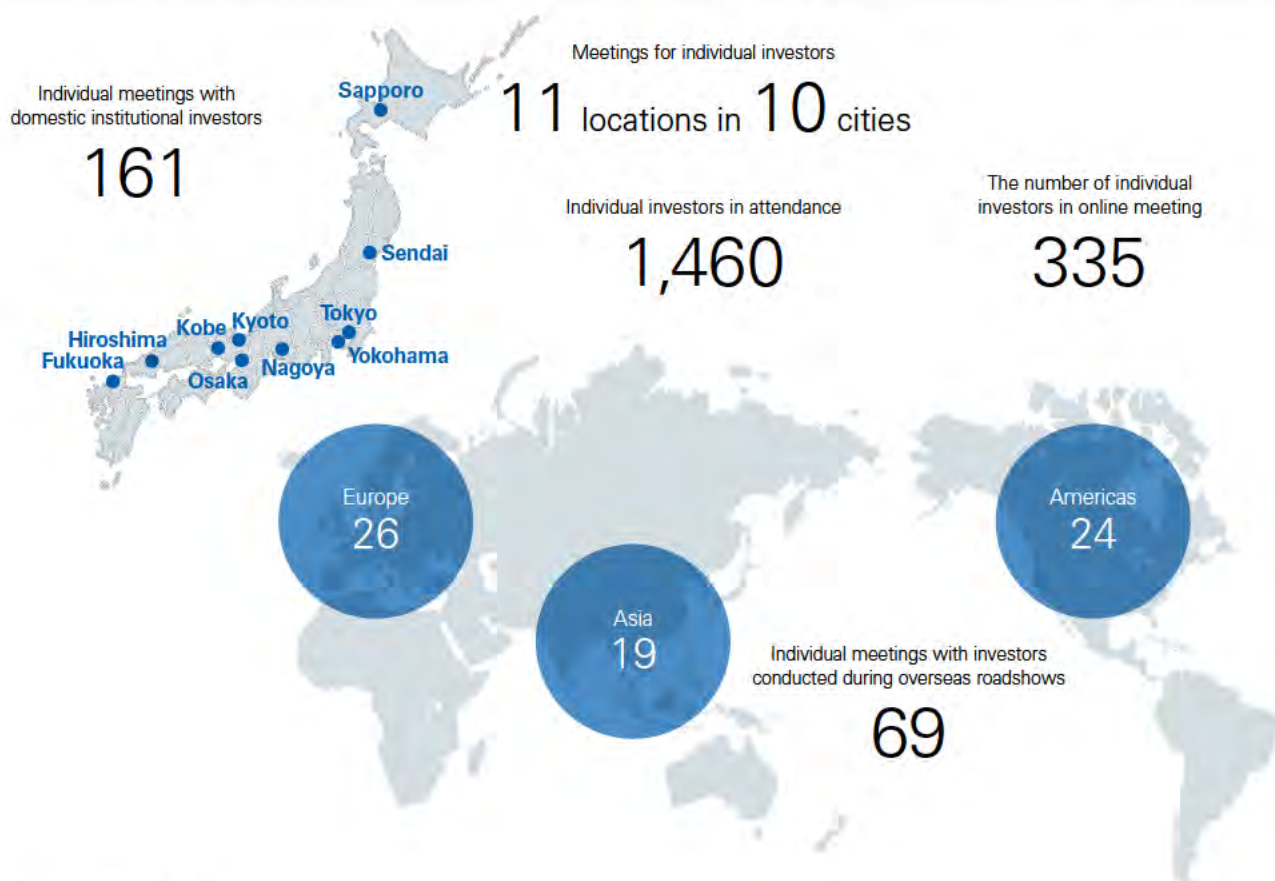 Individual meetings with
domestic institutional investors
161
Meetings for individual investors
11 locations in 10 cities
Individual investors in attendance
1,460
The number of individual
investors in online meeting
335
Sapporo
Sendai
Tokyo
Yokohama
Nagoya
Kyoto
Osaka
Kobe
Hiroshima
Fukuoka
Europe
26
Asia
19
Americas
24
Individual meetings with investors
conducted during overseas roadshows
69